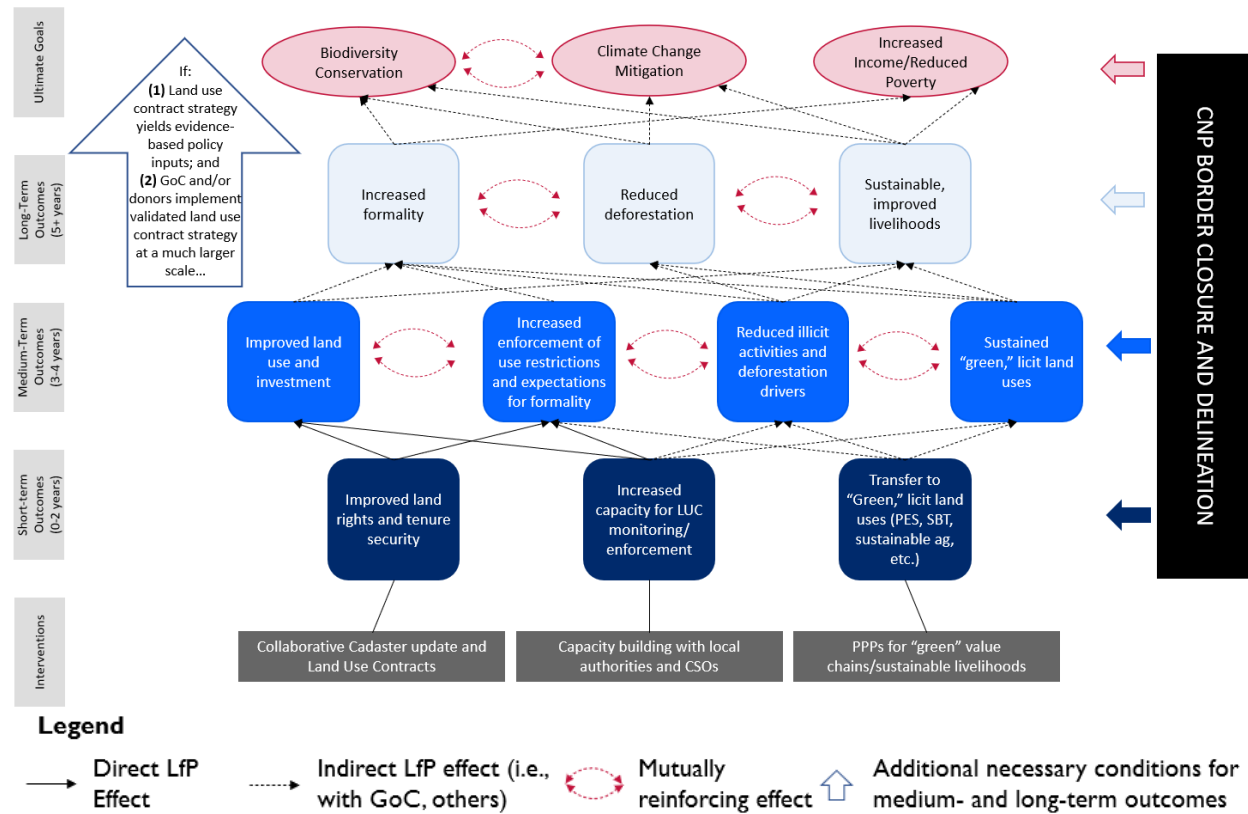 Ultimate Goals
Biodiversity
Conservation
Climate Change
Mitigation
Increased
Income/Reduced
Poverty
If:
(1) Land use
contract strategy
yields evidence-
based policy
inputs; and
(2) GoC and/or
donors implement
validated land use
contract strategy
at a much larger
scale...
Long-Term
Outcomes
(5+ years)
Increased
formality
Reduced
deforestation
Sustainable,
improved
livelihoods
Medium-Term
Outcomes
(3-4 years)
Improved land
use and
investment
Increased
enforcement of
use restrictions
and expectations
for formality
Reduced illicit
activities and
deforestation
drivers
Sustained
“green,” licit land
uses
Short-term
Outcomes
(0-2 years)
Improved land
rights and tenure
security
Increased
capacity for LUC
monitoring/
enforcement
Transfer to
“Green,” licit land
uses (PES, SBT,
sustainable ag,
etc.)
Interventions
Collaborative Cadaster update and
Land Use Contracts
Capacity building with local
authorities and CSOs
PPPs for “green” value
chains/sustainable livelihoods
CNP BORDER CLOSURE AND DELINEATION
Legend
Direct LfP
Effect
Indirect LfP effect (i.e.,
with GoC, others)
Mutually
reinforcing effect
Additional necessary conditions for
medium- and long-term outcomes